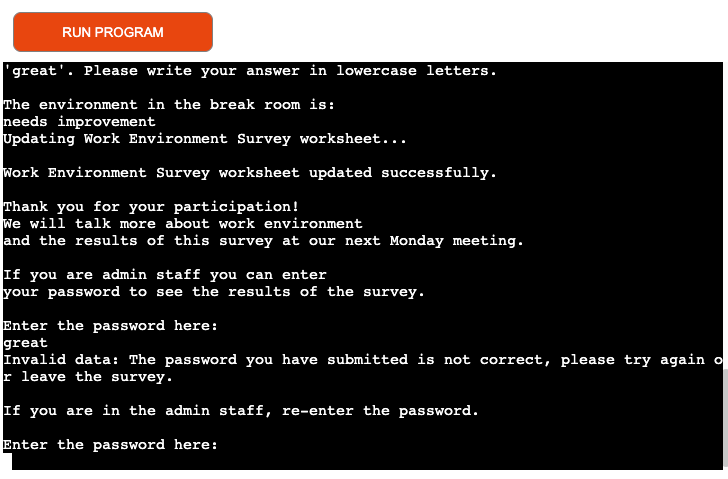 RUN PROGRAM
'great'. Please write your answer in lowercase letters.
The environment in the break room is:
needs improvement
Updating Work Environment Survey worksheet...
Work Environment Survey worksheet updated successfully.
Thank you for your participation!
We will talk more about work environment
and the results of this survey at our next Monday meeting.
If you are admin staff you can enter
your password to see the results of the survey.
Enter the password here:
great
Invalid data: The password you have submitted is not correct, please try again o
r leave the survey.
If you are in the admin staff, re-enter the password.
Enter the password here: